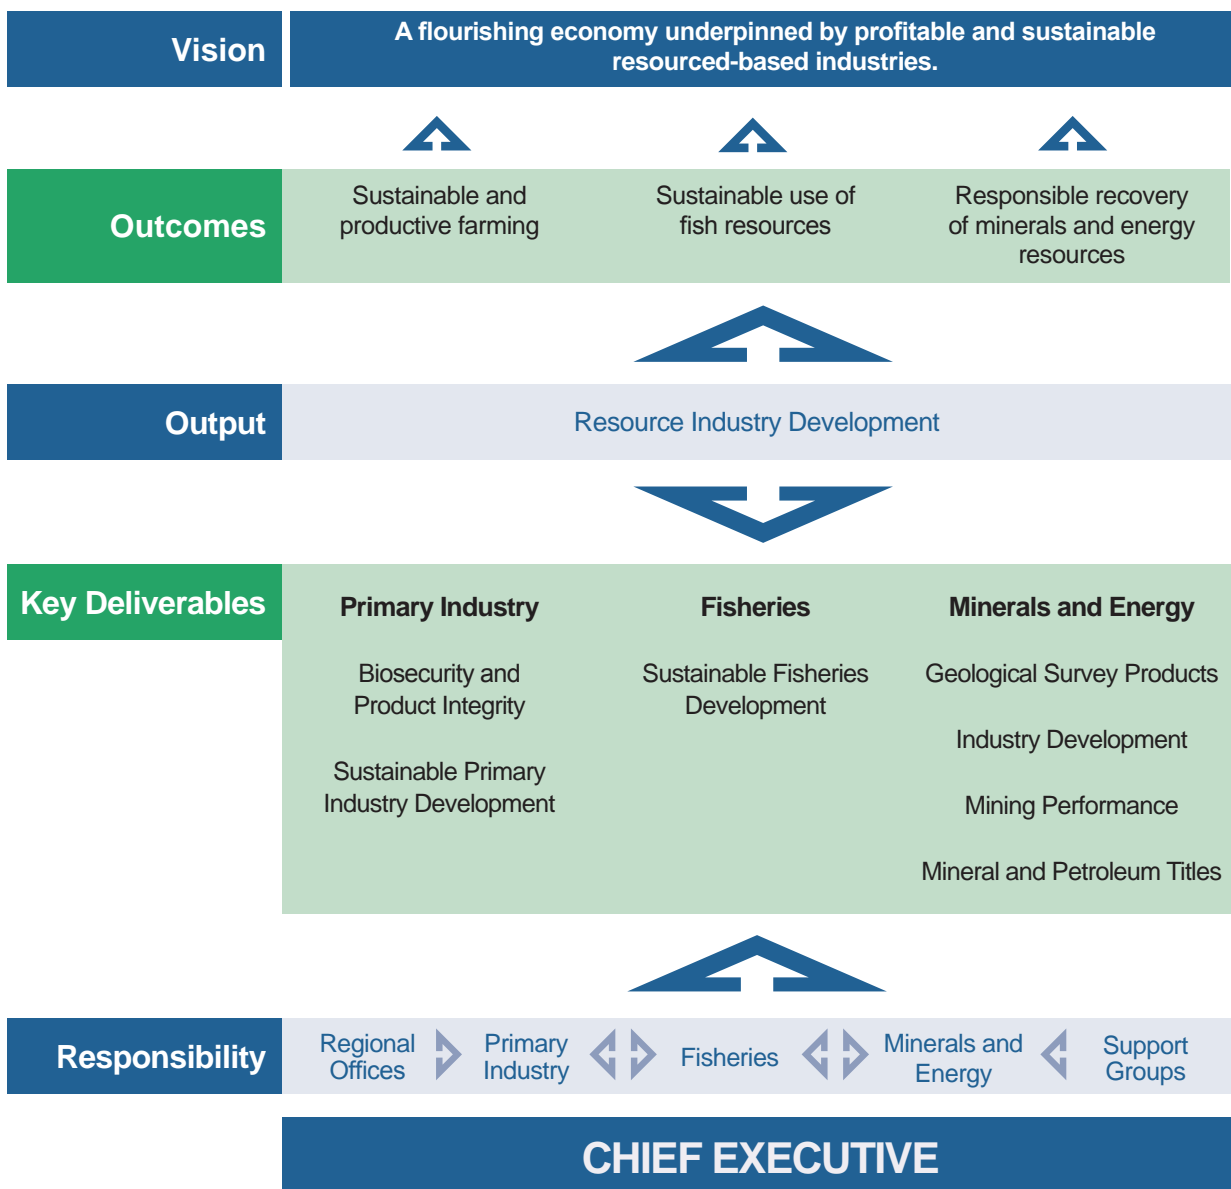 Vision
A flourishing economy underpinned by profitable and sustainable
resourced-based industries.
Outcomes
Sustainable and
productive farming
Sustainable use of
fish resources
Responsible recovery
of minerals and energy
resources
Output
Resource Industry Development
Key Deliverables
Primary Industry
Biosecurity and
Product Integrity
Sustainable Primary
Industry Development
Fisheries
Sustainable Fisheries
Development
Minerals and Energy
Geological Survey Products
Industry Development
Mining Performance
Mineral and Petroleum Titles
Responsibility
Regional
Offices
Primary
Industry
Fisheries
Minerals and
Energy
Support
Groups
CHIEF EXECUTIVE